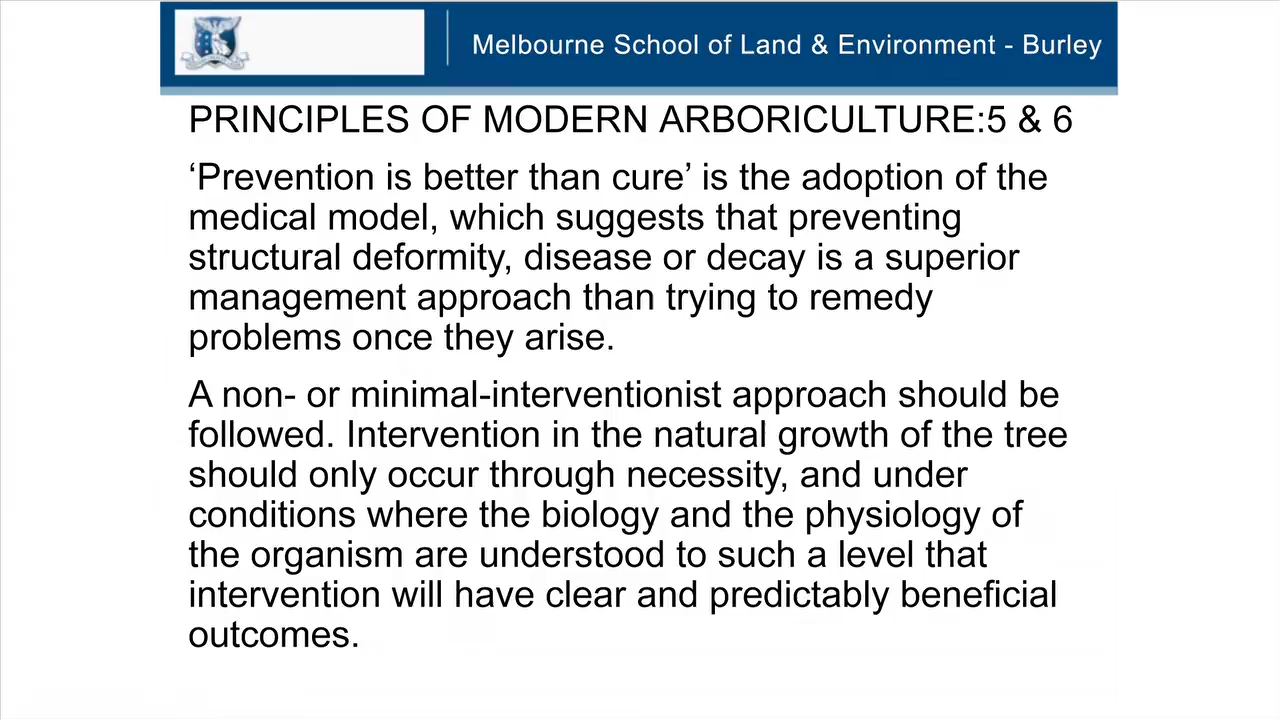 Melbourne School of Land & Environment - Burley
PRINCIPLES OF MODERN ARBORICULTURE:5 & 6
‘Prevention is better than cure’ is the adoption of the
medical model, which suggests that preventing
structural deformity, disease or decay is a superior
management approach than trying to remedy
problems once they arise.
A non- or minimal-interventionist approach should be
followed. Intervention in the natural growth of the tree
should only occur through necessity, and under
conditions where the biology and the physiology of
the organism are understood to such a level that
intervention will have clear and predictably beneficial
outcomes.